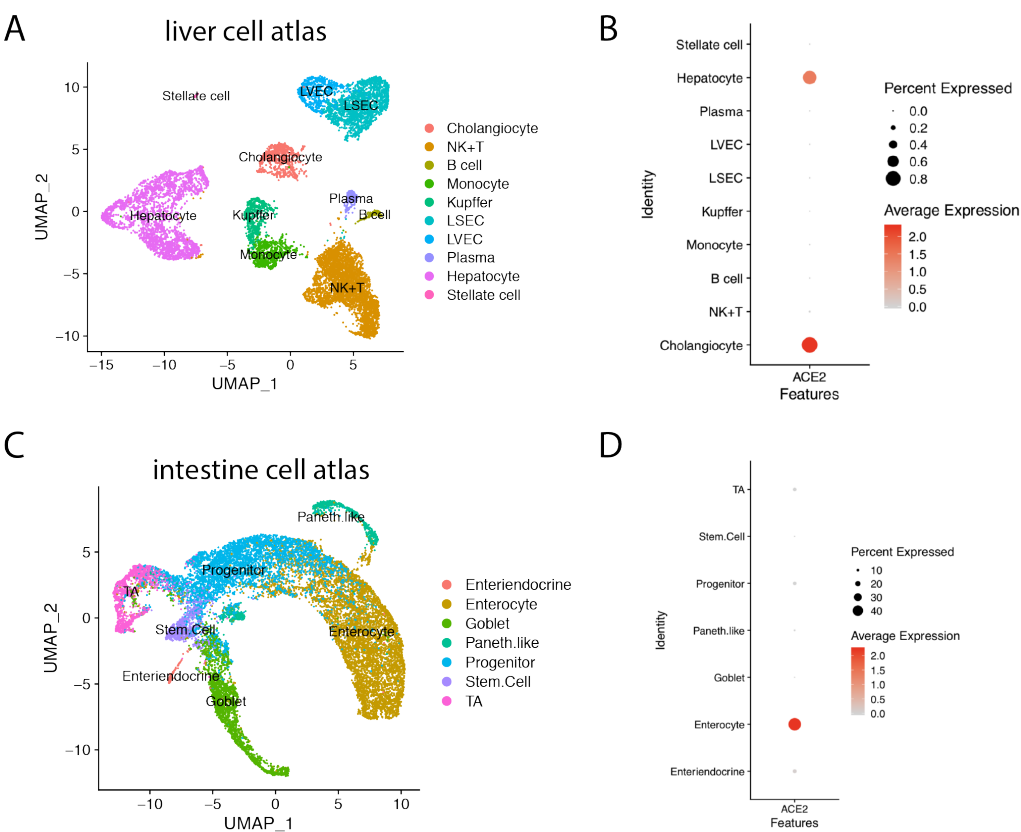 A
liver cell atlas
UMAP_2
10
5
0
−5
−10
−15
−10
−5
0
5
UMAP_1
Stellate cell
LVEC
LSEC
Cholangiocyte
Plasma
B cell
Hepatocyte
Kupffer
Monocyte
NK+T
Cholangiocyte
NK+T
B cell
Monocyte
Kupffer
LSEC
LVEC
Plasma
Hepatocyte
Stellate cell
B
Identity
Stellate cell
Hepatocyte
Plasma
LVEC
LSEC
Kupffer
Monocyte
B cell
NK+T
Cholangiocyte
ACE2
Features
Percent Expressed
0.0
0.2
0.4
0.6
0.8
Average Expression
2.0
1.5
1.0
0.5
0.0
C
intestine cell atlas
UMAP_2
5
0
−5
−10
−10
−5
0
5
10
UMAP_1
Paneth.like
Progenitor
TA
Stem.Cell
Enterocyte
Enteriendocrine
Goblet
Enteriendocrine
Enterocyte
Goblet
Paneth.like
Progenitor
Stem.Cell
TA
D
Identity
TA
Stem.Cell
Progenitor
Paneth.like
Goblet
Enterocyte
Enteriendocrine
ACE2
Features
Percent Expressed
10
20
30
40
Average Expression
2.0
1.5
1.0
0.5
0.0